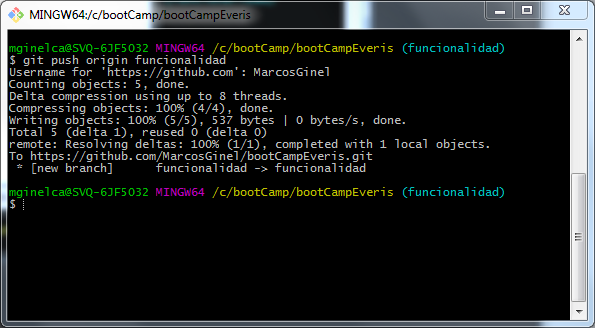 MINGW64:/c/bootCamp/bootCampEveris
mginelca@SVQ-6JF5032 MINGW64 /c/bootCamp/bootCampEveris (funcionalidad)
$ git push origin funcionalidad
Username for 'https://github.com': MarcosGinel
Counting objects: 5, done.
Delta compression using up to 8 threads.
Compressing objects: 100% (4/4), done.
Writing objects: 100% (5/5), 537 bytes | 0 bytes/s, done.
Total 5 (delta 1), reused 0 (delta 0)
remote: Resolving deltas: 100% (1/1), completed with 1 local objects.
To https://github.com/MarcosGinel/bootCampEveris.git
 * [new branch]      funcionalidad -> funcionalidad
mginelca@SVQ-6JF5032 MINGW64 /c/bootCamp/bootCampEveris (funcionalidad)
$